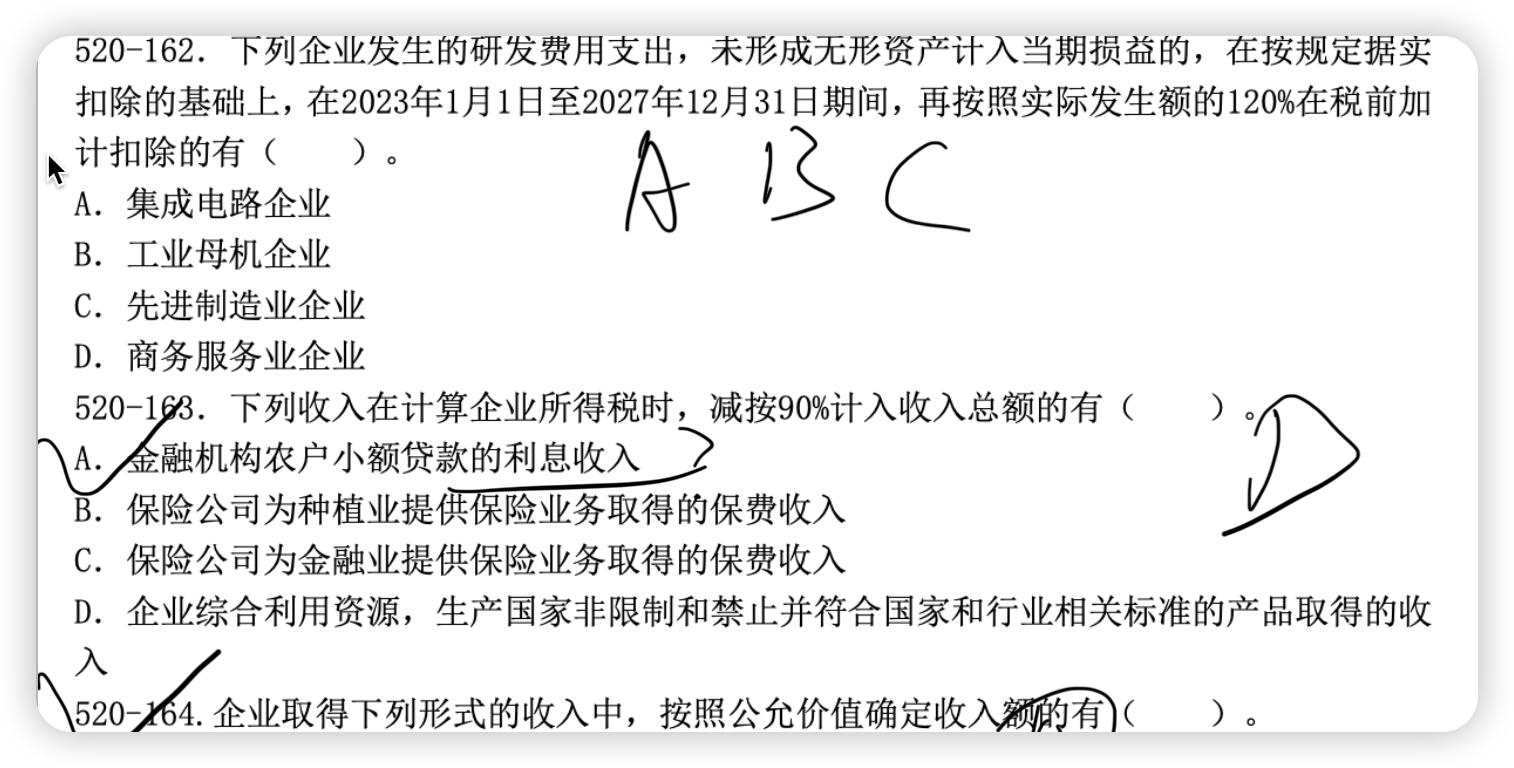 520-162．下列企业发生的研发费用支出，未形成无形资产计入当期损益的，在按规定据实
扣除的基础上，在2023年1月1日至2027年12月31日期间，再按照实际发生额的120%在税前加
计扣除的有（　　）。
A B C
A．集成电路企业
B．工业母机企业
C．先进制造业企业
D．商务服务业企业
520-163．下列收入在计算企业所得税时，减按90%计入收入总额的有（　　）。
D
A．金融机构农户小额贷款的利息收入
B．保险公司为种植业提供保险业务取得的保费收入
C．保险公司为金融业提供保险业务取得的保费收入
D．企业综合利用资源，生产国家非限制和禁止并符合国家和行业相关标准的产品取得的收
入
520-164.企业取得下列形式的收入中，按照公允价值确定收入额的有（　　）。